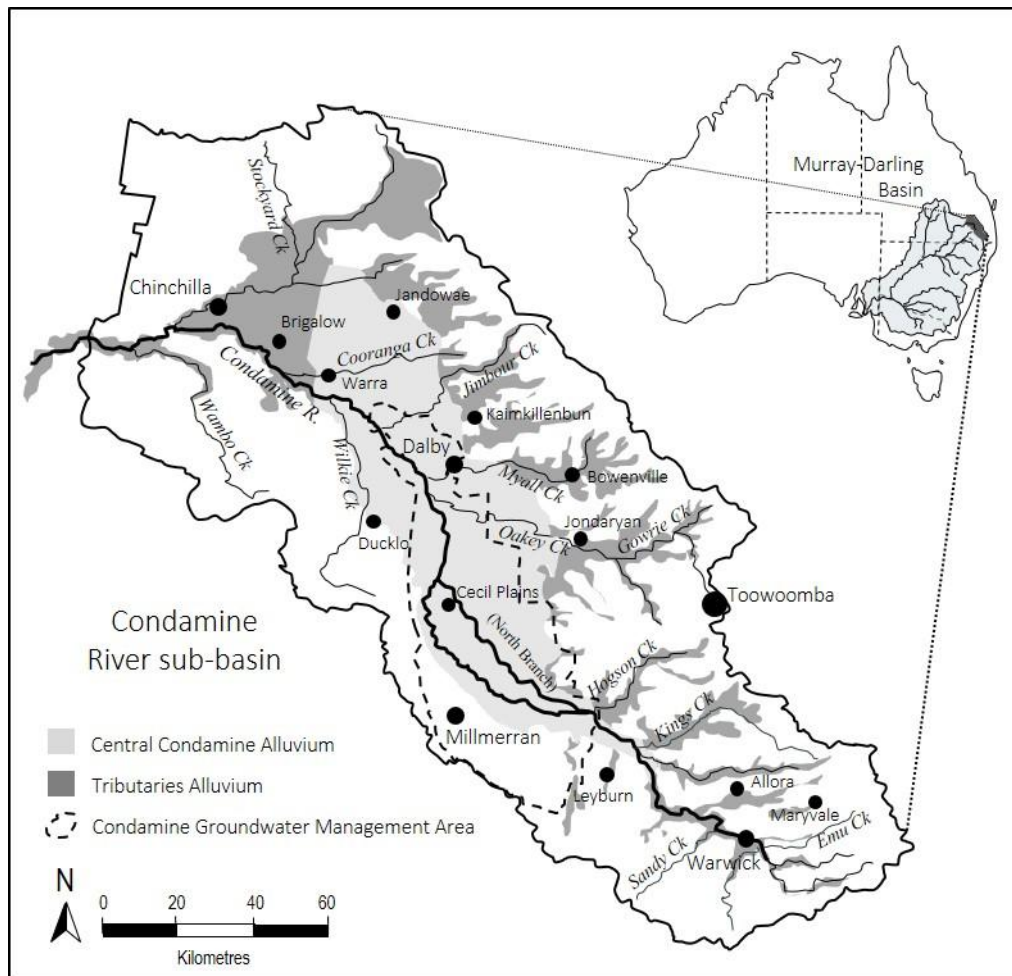 Murray-Darling
Basin
Stockyard Ck
Chinchilla
Jandowae
Brigalow
Cooranga Ck
Warra
Jimbour Ck
Condamine R.
Kaimkillenbun
Wambo Ck
Wilkie Ck
Dalby
Myall Ck
Bowenville
Ducklo
Oakey Ck
Jondaryan
Gowrie Ck
Cecil Plains
Toowoomba
(North Branch)
Condamine
River sub-basin
Hogson Ck
Kings Ck
Millmerran
Central Condamine Alluvium
Tributaries Alluvium
Condamine Groundwater Management Area
Leyburn
Allora
Maryvale
Emu Ck
Sandy Ck
Warwick
N
0 20 40 60
Kilometres